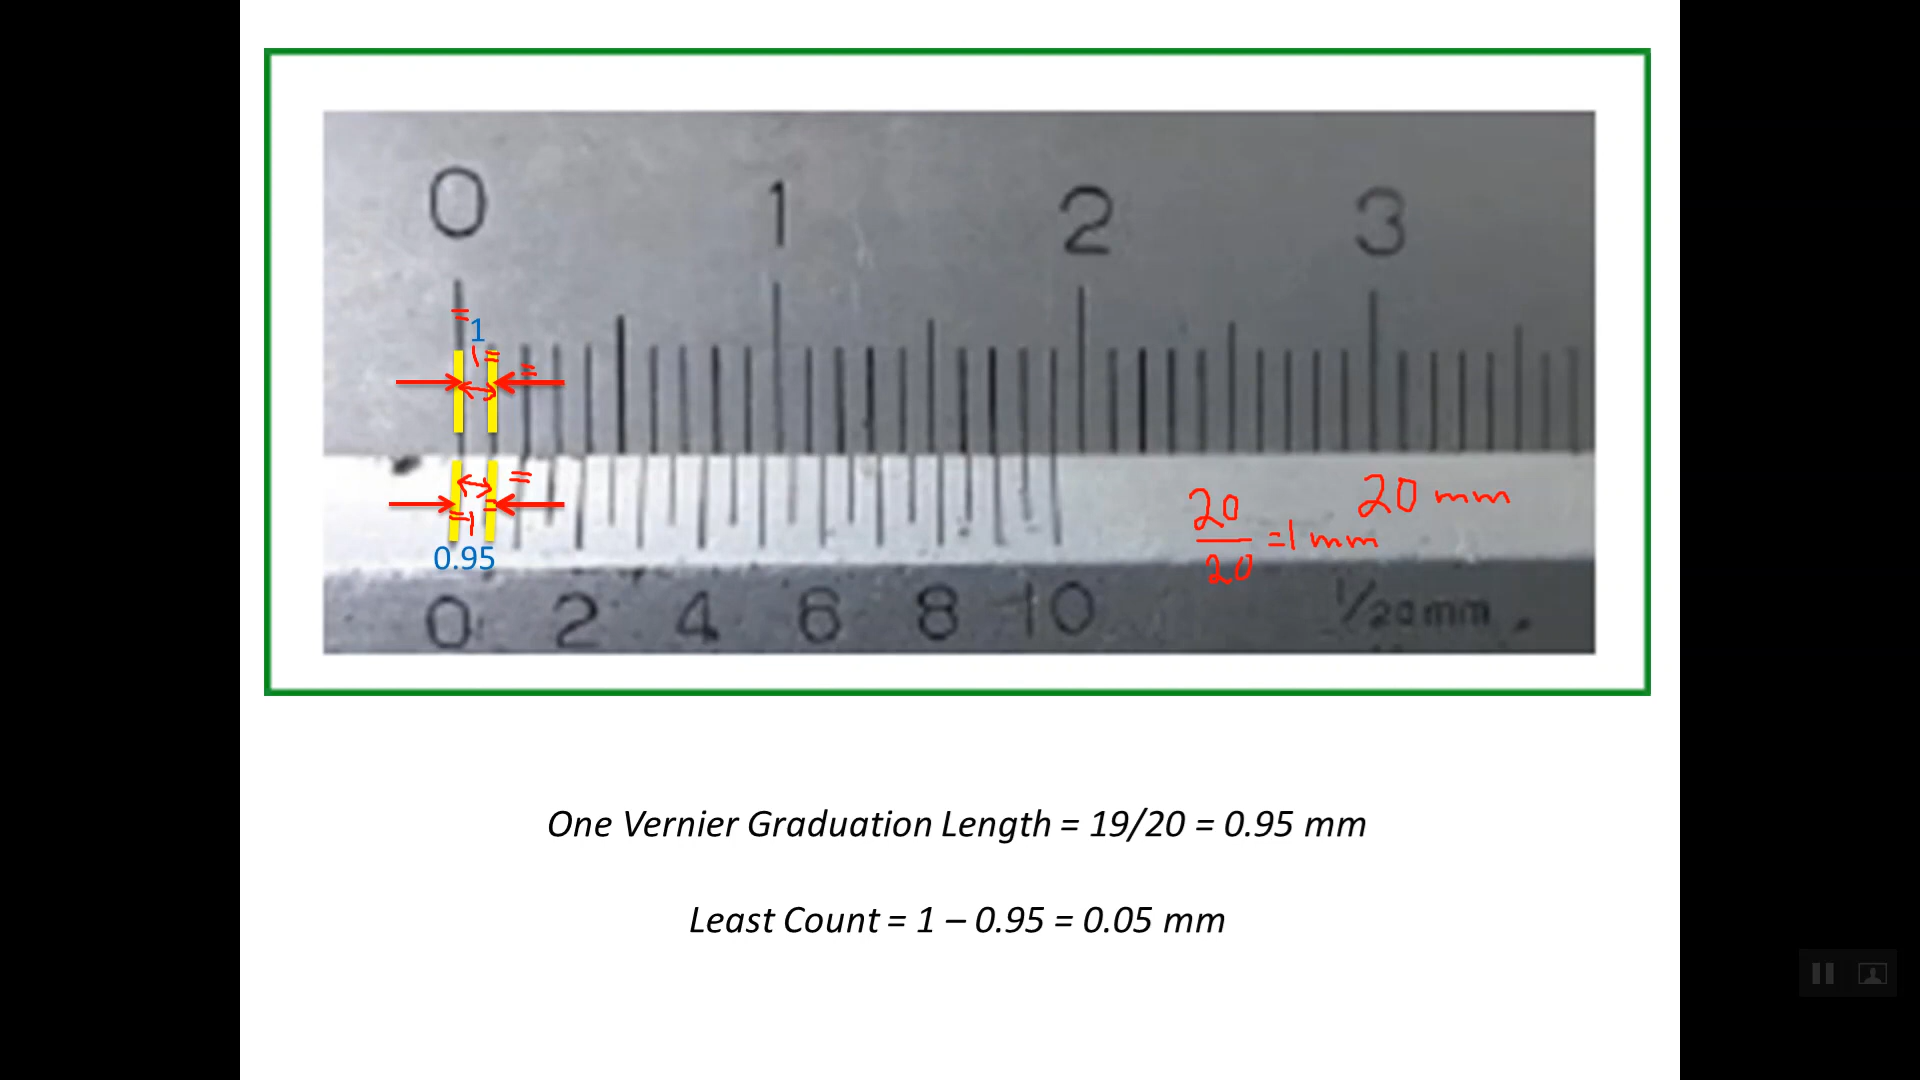 0 1 2 3
1
1
1
0.95
20 mm
20
20
=1 mm
0 2 4 6 8 10 1/20 mm
One Vernier Graduation Length = 19/20 = 0.95 mm
Least Count = 1 – 0.95 = 0.05 mm